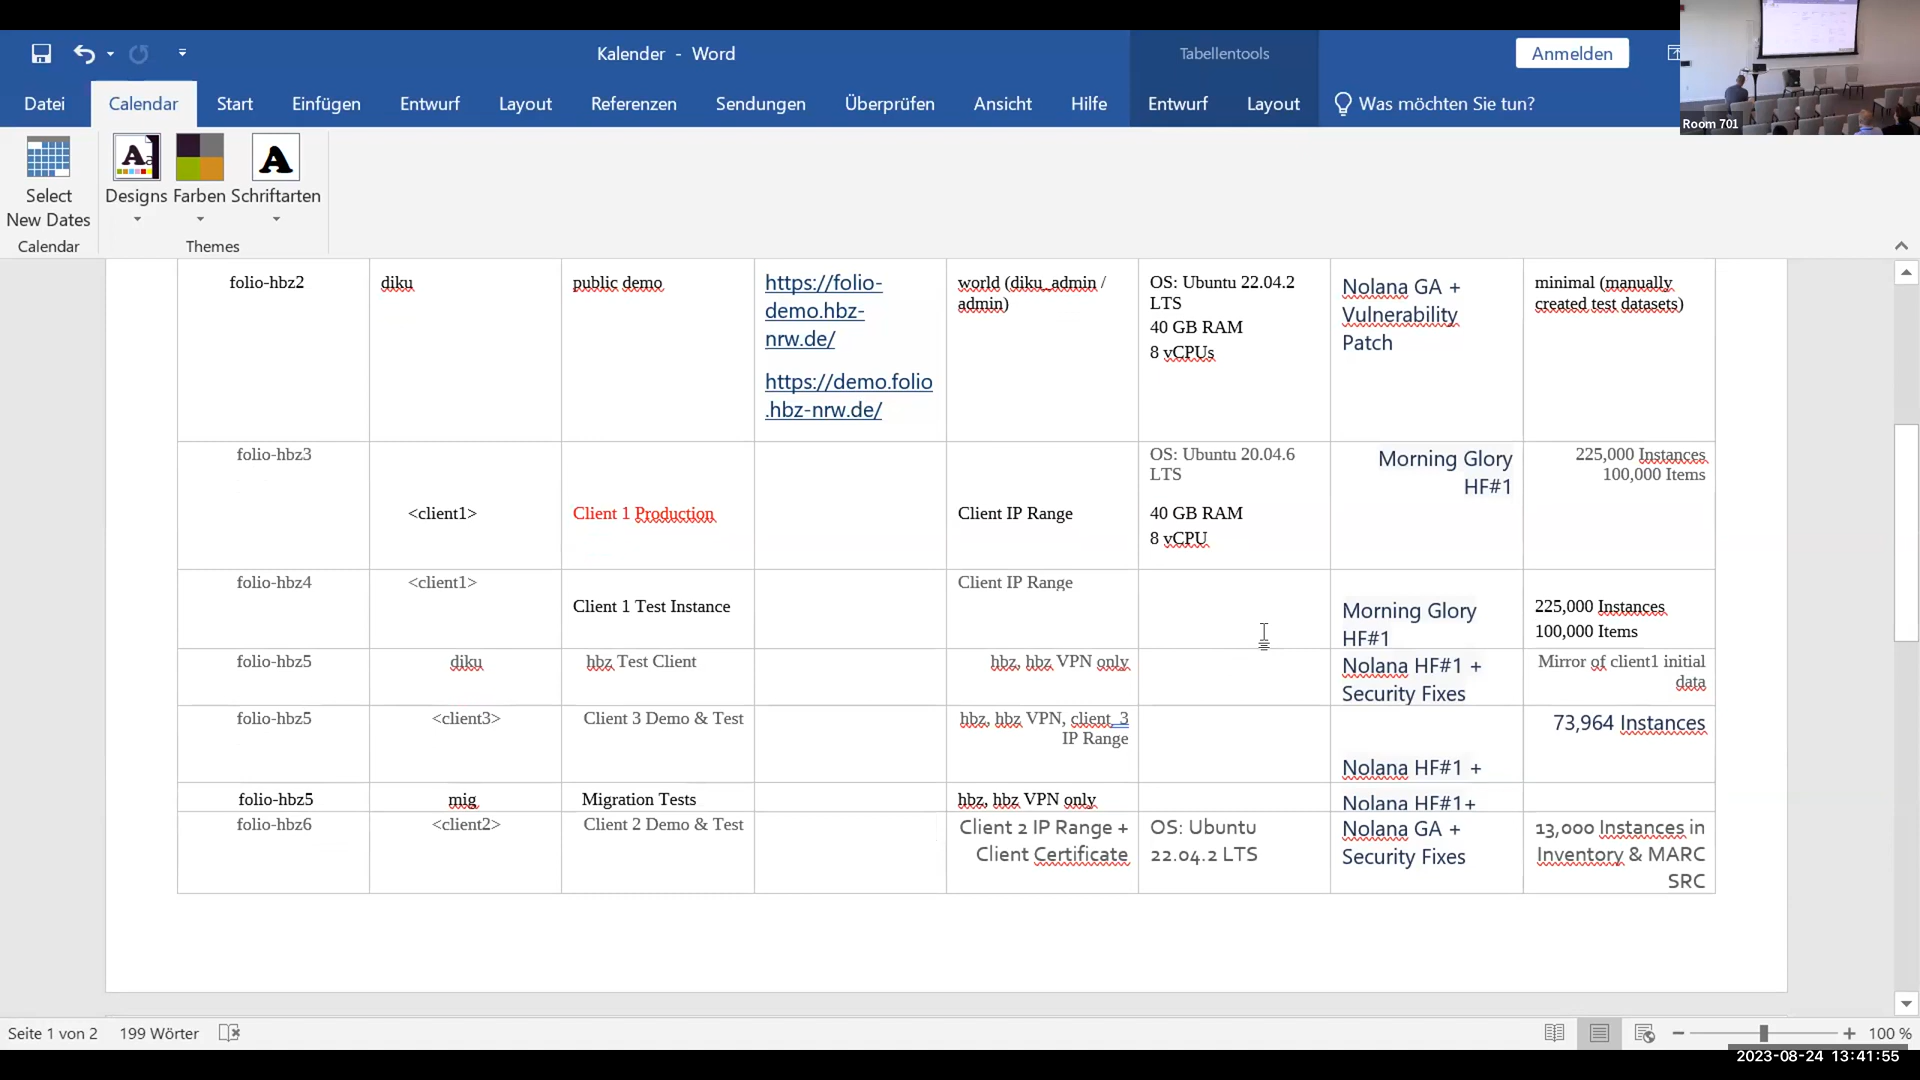 Kalender - Word
Tabellentools
Anmelden
Datei
Calendar
Start
Einfügen
Entwurf
Layout
Referenzen
Sendungen
Überprüfen
Ansicht
Hilfe
Entwurf
Layout
Was möchten Sie tun?
Room 701
Select
New Dates
Designs
Farben
Schriftarten
Calendar
Themes
folio-hbz2
diku
public demo
https://folio-
demo.hbz-
nrw.de/
https://demo.folio
.hbz-nrw.de/
world (diku_admin /
admin)
OS: Ubuntu 22.04.2
LTS
40 GB RAM
8 vCPUs
Nolana GA +
Vulnerability
Patch
minimal (manually
created test datasets)
folio-hbz3
<client1>
Client 1 Production
Client IP Range
OS: Ubuntu 20.04.6
LTS
40 GB RAM
8 vCPU
Morning Glory
HF#1
225,000 Instances
100,000 Items
folio-hbz4
<client1>
Client 1 Test Instance
Client IP Range
Morning Glory
HF#1
225,000 Instances
100,000 Items
folio-hbz5
diku
hbz Test Client
hbz, hbz VPN only
Nolana HF#1 +
Security Fixes
Mirror of client1 initial
data
folio-hbz5
<client3>
Client 3 Demo & Test
hbz, hbz VPN, client_3
IP Range
Nolana HF#1 +
73,964 Instances
folio-hbz5
mig
Migration Tests
hbz, hbz VPN only
Nolana HF#1+
folio-hbz6
<client2>
Client 2 Demo & Test
Client 2 IP Range +
Client Certificate
OS: Ubuntu
22.04.2 LTS
Nolana GA +
Security Fixes
13,000 Instances in
Inventory & MARC
SRC
Seite 1 von 2
199 Wörter
100 %
2023-08-24 13:41:55